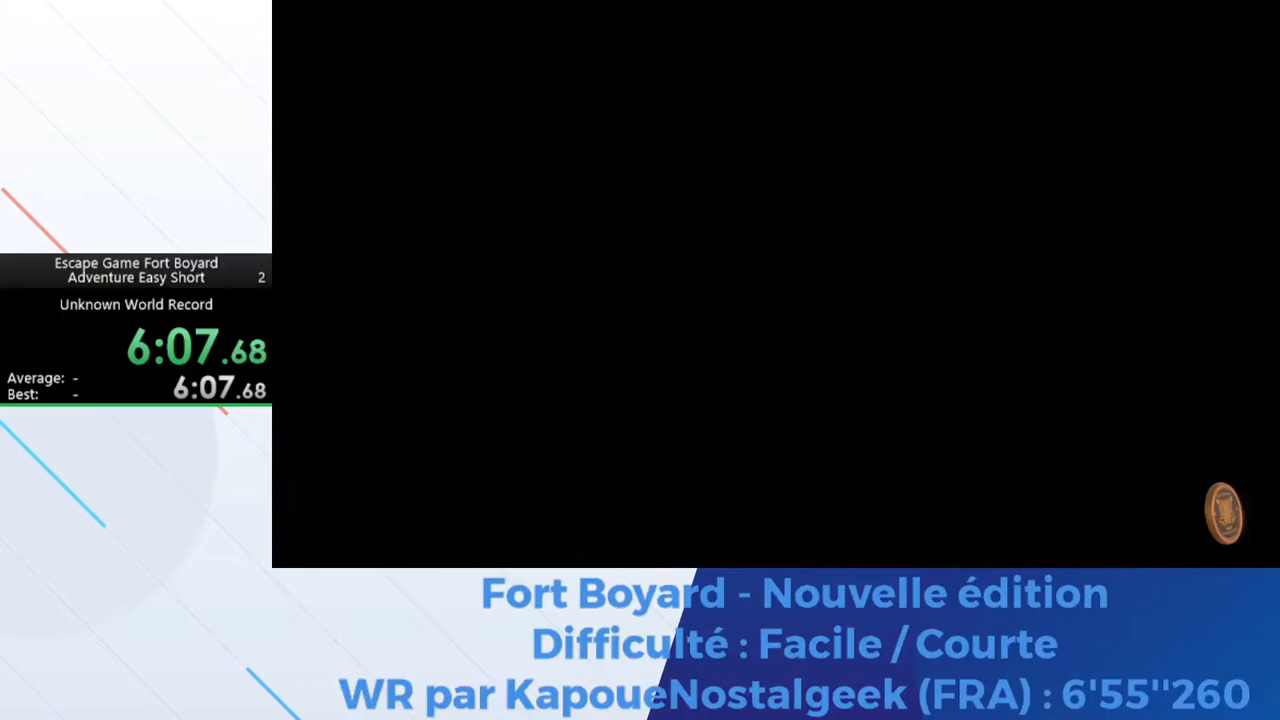 Escape Game Fort Boyard
Adventure Easy Short 2
Unknown World Record
6:07.68
Average: - 6:07.68
Best: -
Fort Boyard - Nouvelle édition
Difficulté : Facile / Courte
WR par KapoueNostalgeek (FRA) : 6'55''260